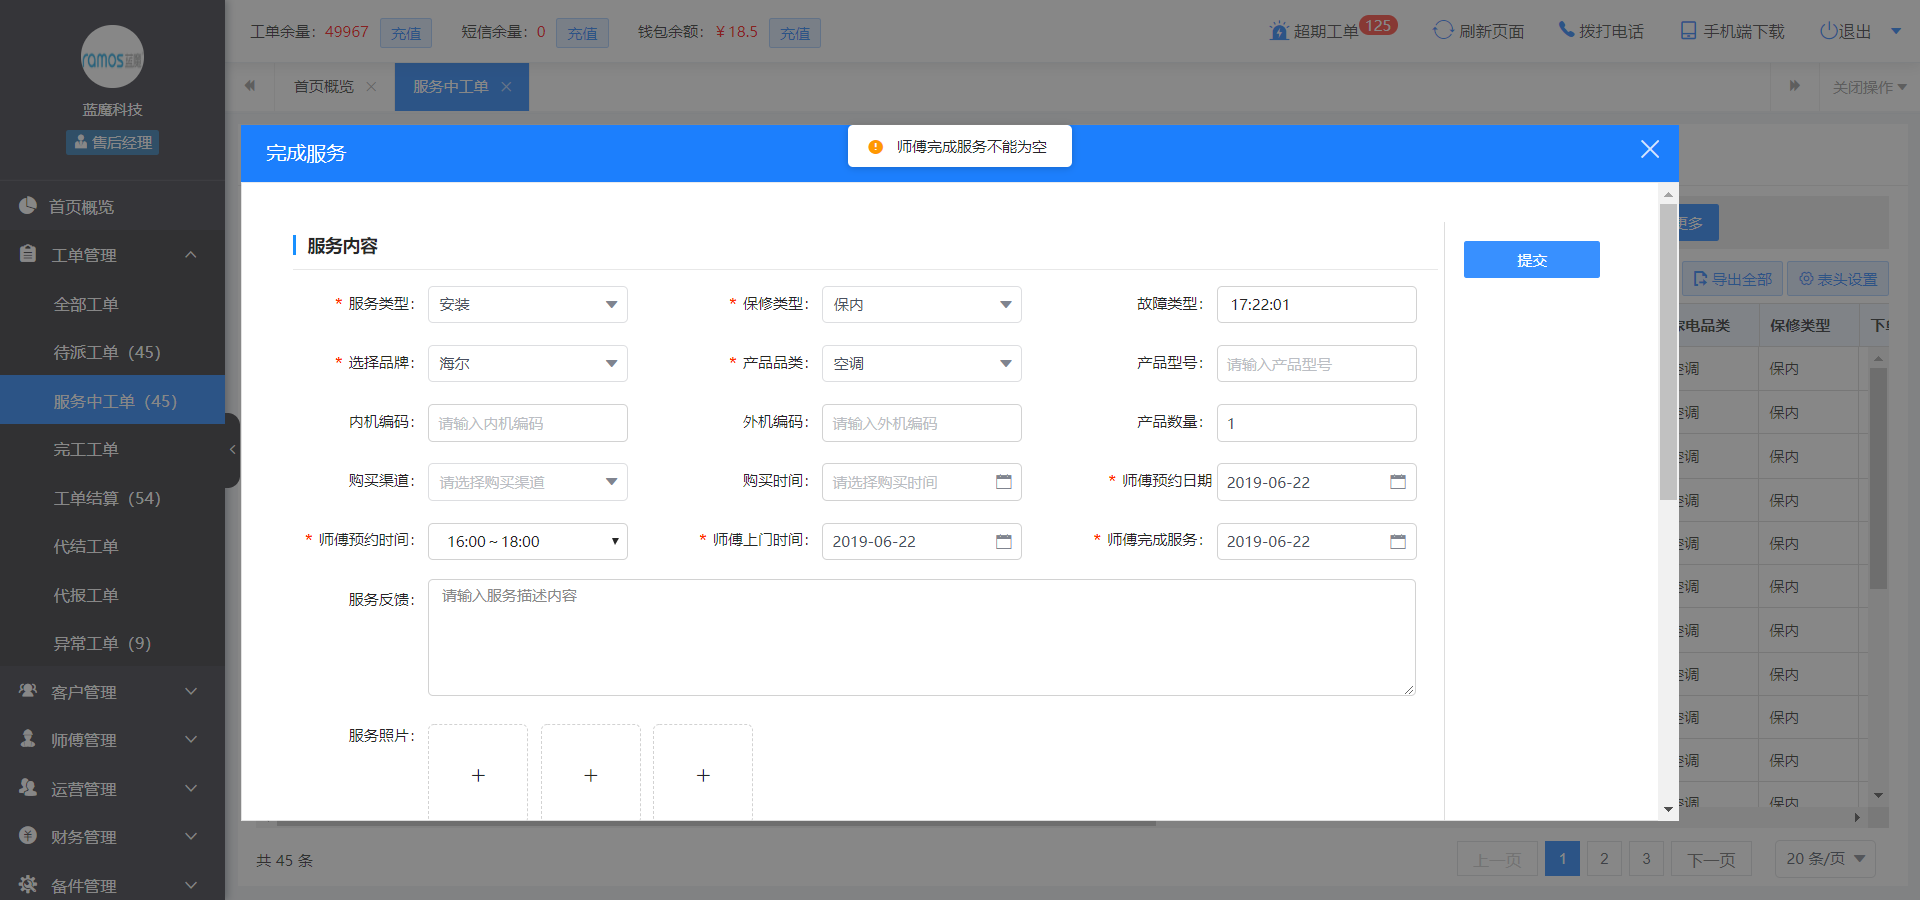 工单余量：49967 充值 短信余量：0 充值 钱包余额：￥18.5 充值 超期工单 125 刷新页面 拨打电话 手机端下载 退出
ramos蓝魔
蓝魔科技
售后经理
首页概览 服务中工单 关闭操作
首页概览
工单管理
全部工单
待派工单（45）
服务中工单（45）
完工工单
工单结算（54）
代结工单
代报工单
异常工单（9）
客户管理
师傅管理
运营管理
财务管理
备件管理
完成服务
师傅完成服务不能为空
服务内容
提交
* 服务类型： 安装 * 保修类型： 保内 故障类型： 17:22:01
* 选择品牌： 海尔 * 产品品类： 空调 产品型号： 请输入产品型号
内机编码： 请输入内机编码 外机编码： 请输入外机编码 产品数量： 1
购买渠道： 请选择购买渠道 购买时间： 请选择购买时间 * 师傅预约日期 2019-06-22
* 师傅预约时间： 16:00 ~ 18:00 * 师傅上门时间： 2019-06-22 * 师傅完成服务： 2019-06-22
服务反馈： 请输入服务描述内容
服务照片：
+ + +
更多
导出全部 表头设置
电品类 保修类型 下
调 保内
调 保内
调 保内
调 保内
调 保内
调 保内
调 保内
调 保内
调 保内
调 保内
调 保内
共 45 条
上一页 1 2 3 下一页 20 条/页